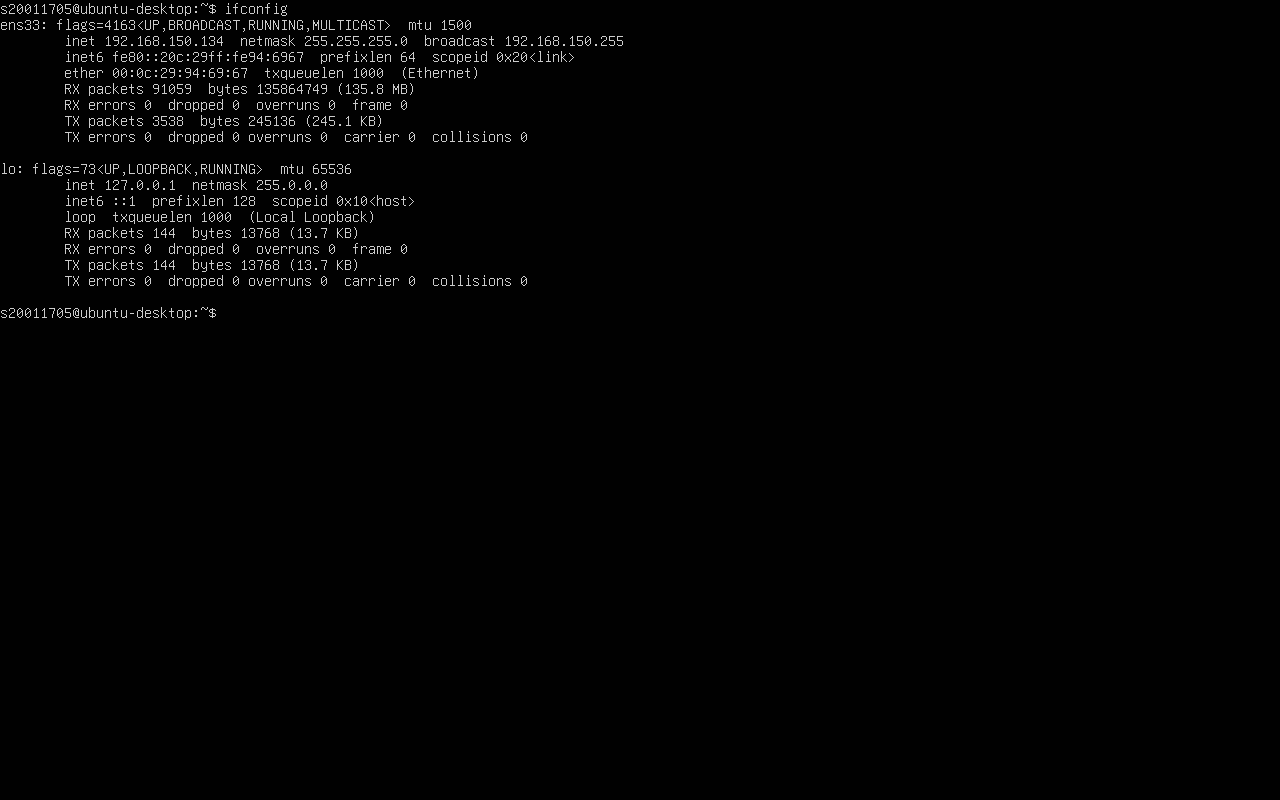 s20011705@ubuntu-desktop:~$ ifconfig
ens33: flags=4163<UP,BROADCAST,RUNNING,MULTICAST>  mtu 1500
        inet 192.168.150.134  netmask 255.255.255.0  broadcast 192.168.150.255
        inet6 fe80::20c:29ff:fe94:6967  prefixlen 64  scopeid 0x20<link>
        ether 00:0c:29:94:69:67  txqueuelen 1000  (Ethernet)
        RX packets 91059  bytes 135864749 (135.8 MB)
        RX errors 0  dropped 0  overruns 0  frame 0
        TX packets 3538  bytes 245136 (245.1 KB)
        TX errors 0  dropped 0 overruns 0  carrier 0  collisions 0

lo: flags=73<UP,LOOPBACK,RUNNING>  mtu 65536
        inet 127.0.0.1  netmask 255.0.0.0
        inet6 ::1  prefixlen 128  scopeid 0x10<host>
        loop  txqueuelen 1000  (Local Loopback)
        RX packets 144  bytes 13768 (13.7 KB)
        RX errors 0  dropped 0  overruns 0  frame 0
        TX packets 144  bytes 13768 (13.7 KB)
        TX errors 0  dropped 0 overruns 0  carrier 0  collisions 0

s20011705@ubuntu-desktop:~$